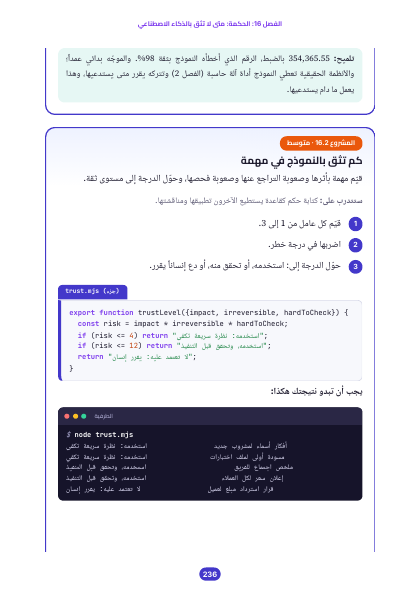 الفصل 16: الحكمة: متى لا تثق بالذكاء الاصطناعي
تلميح: 354,365.55 بالضبط، الرقم الذي أخطأه النموذج بثقة 98%. والموجّه بدائي عمداً؛
والأنظمة الحقيقية تعطي النموذج أداة آلة حاسبة (الفصل 2) وتتركه يقرر متى يستدعيها، وهذا
يعمل ما دام يستدعيها.
المشروع 16.2 · متوسط
كم تثق بالنموذج في مهمة
قيّم مهمة بأثرها وصعوبة التراجع عنها وصعوبة فحصها، وحوّل الدرجة إلى مستوى ثقة.
ستتدرب على: كتابة حكم كقاعدة يستطيع الآخرون تطبيقها ومناقشتها.
1 قيّم كل عامل من 1 إلى 3.
2 اضربها في درجة خطر.
3 حوّل الدرجة إلى: استخدمه، أو تحقق منه، أو دع إنساناً يقرر.
trust.mjs (جزء)
export function trustLevel({impact, irreversible, hardToCheck}) {
const risk = impact * irreversible * hardToCheck;
if (risk <= 4) return "استخدمه: نظرة سريعة تكفي";
if (risk <= 12) return "استخدمه، وتحقق قبل التنفيذ";
return "لا تعتمد عليه: يقرر إنسان";
}
يجب أن تبدو نتيجتك هكذا:
الطرفية
$ node trust.mjs
أفكار أسماء لمشروب جديد استخدمه: نظرة سريعة تكفي
مسودة أولى لملف اختبارات استخدمه: نظرة سريعة تكفي
ملخص اجتماع للفريق استخدمه، وتحقق قبل التنفيذ
إعلان سعر لكل العملاء استخدمه، وتحقق قبل التنفيذ
قرار استرداد مبلغ لعميل لا تعتمد عليه: يقرر إنسان
236